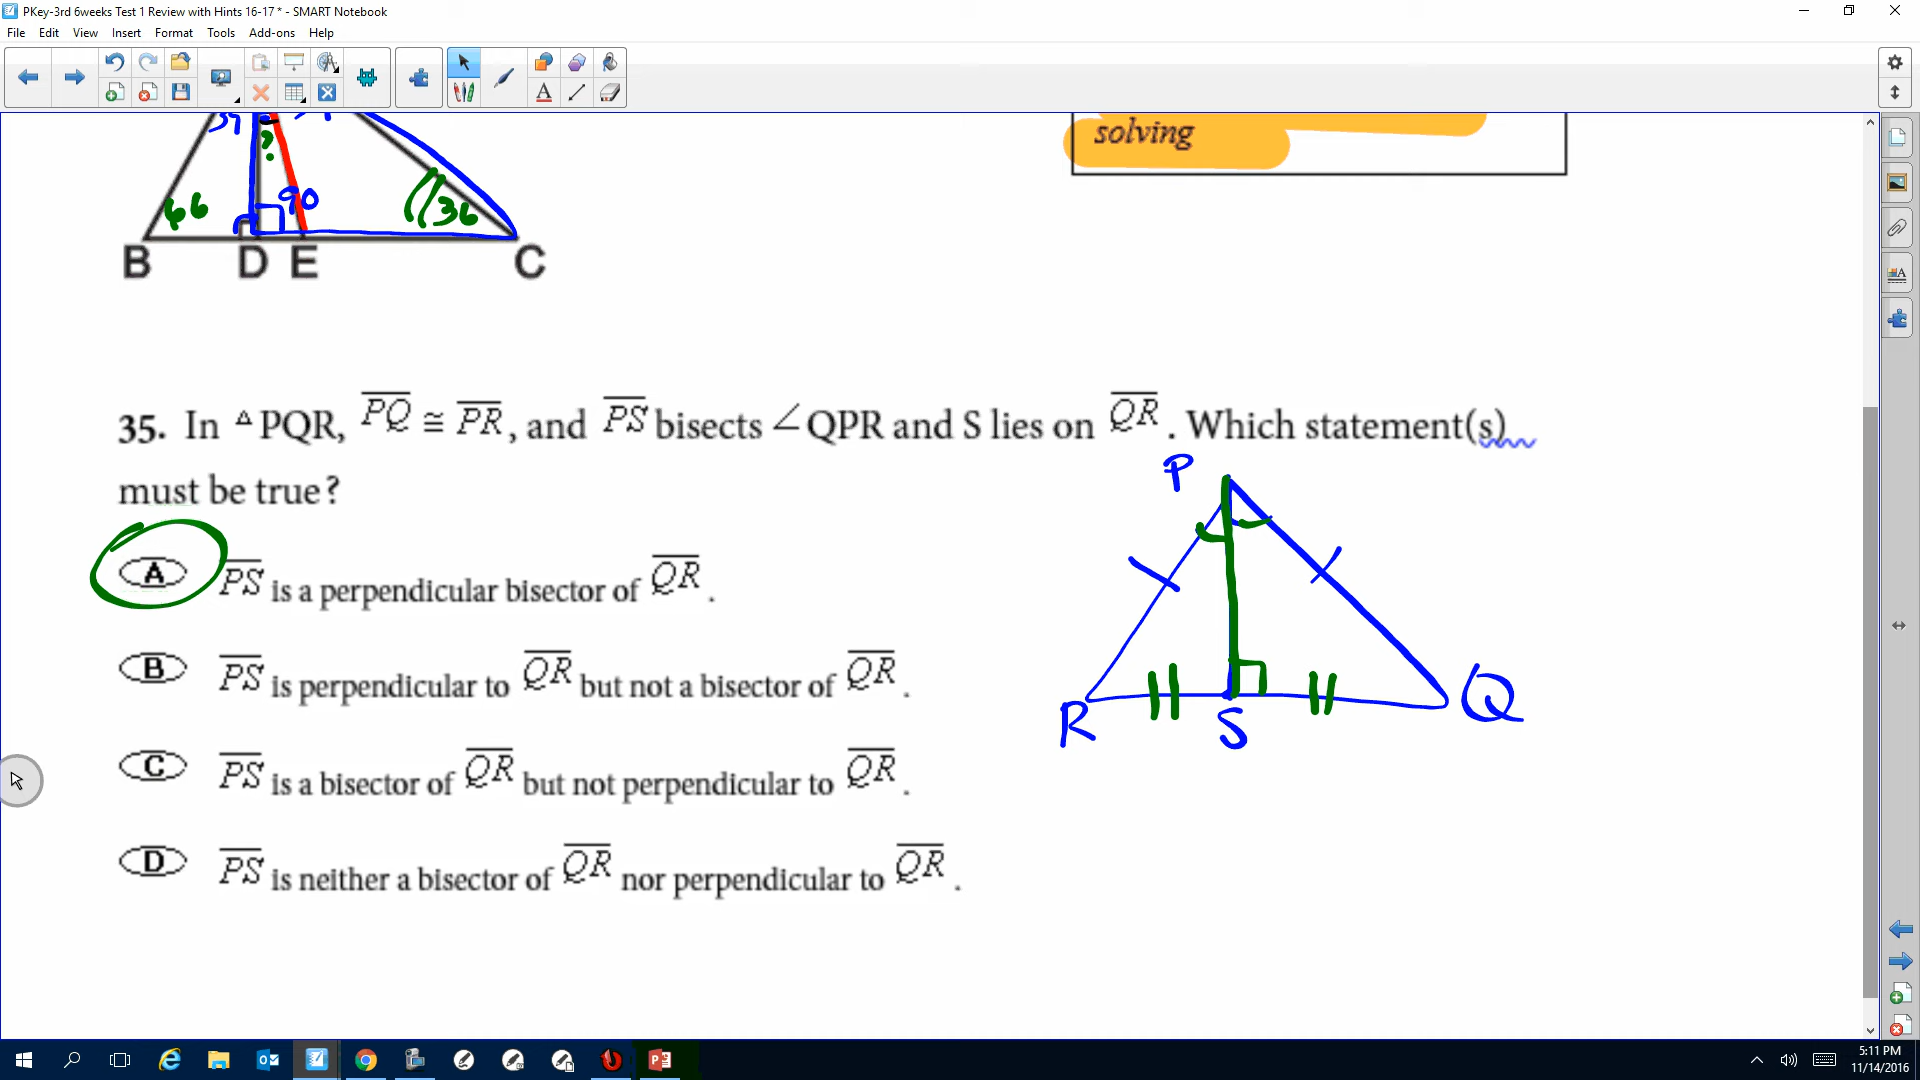 PKey-3rd 6weeks Test 1 Review with Hints 16-17 * - SMART Notebook
File Edit View Insert Format Tools Add-ons Help
solving
?
66
90
36
B D E C
35. In △PQR, PQ ≅ PR, and PS bisects ∠QPR and S lies on QR. Which statement(s)
must be true?
P
A PS is a perpendicular bisector of QR.
B PS is perpendicular to QR but not a bisector of QR.
R S Q
C PS is a bisector of QR but not perpendicular to QR.
D PS is neither a bisector of QR nor perpendicular to QR.
5:11 PM
11/14/2016